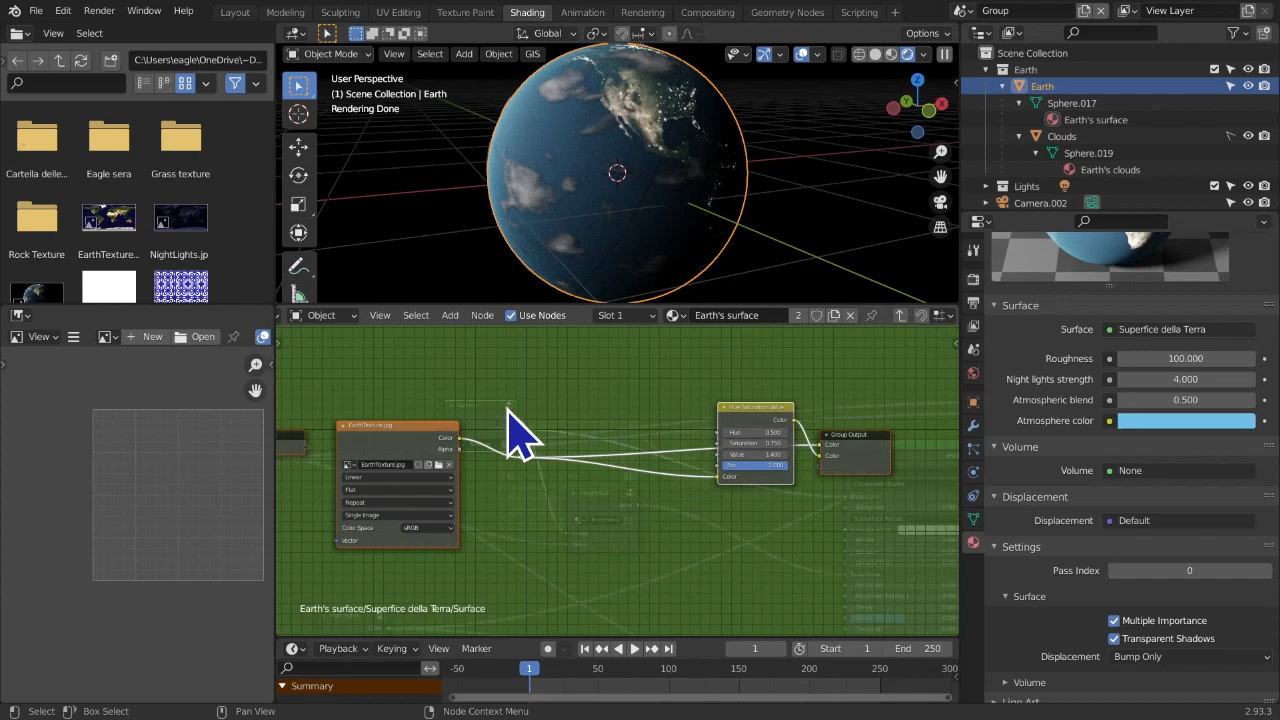 File Edit Render Window Help Layout Modeling Sculpting UV Editing Texture Paint Shading Animation Rendering Compositing Geometry Nodes Scripting + Group View Layer
View Select
C:\Users\eagle\OneDrive\~D...
Cartella delle... Eagle sera Grass texture
Rock Texture EarthTexture... NightLights.jp
Global Options
Object Mode View Select Add Object GIS
User Perspective
(1) Scene Collection | Earth
Rendering Done
Z
Y
X
Scene Collection
Earth
Earth
Sphere.017
Earth's surface
Clouds
Sphere.019
Earth's clouds
Lights
Camera.002
View New Open
Object View Select Add Node Use Nodes Slot 1 Earth's surface 2
EarthTexture.jpg
Color
Alpha
EarthTexture.jpg
Linear
Flat
Repeat
Single Image
Color Space sRGB
Vector
Hue Saturation Value
Color
Hue 0.500
Saturation 0.750
Value 1.400
Fac 1.000
Color
Group Output
Color
Color
Earth's surface/Superfice della Terra/Surface
Surface
Surface Superfice della Terra
Roughness 100.000
Night lights strength 4.000
Atmospheric blend 0.500
Atmosphere color
Volume
Volume None
Displacement
Displacement Default
Settings
Pass Index 0
Surface
Multiple Importance
Transparent Shadows
Displacement Bump Only
Volume
Line Art
Playback Keying View Marker 1 Start 1 End 250
-50 1 50 100 150 200 250 300
Summary
Select Box Select Pan View Node Context Menu 2.93.3